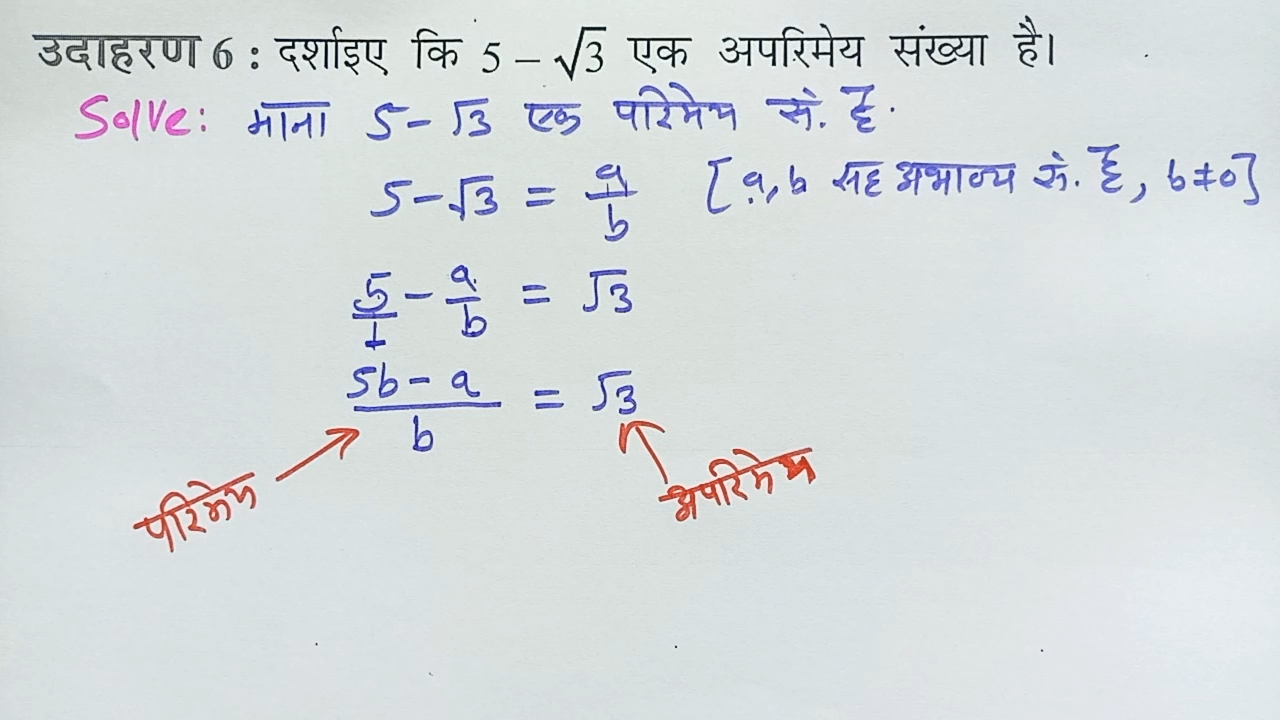 उदाहरण 6 : दर्शाइए कि 5 – √3 एक अपरिमेय संख्या है।
Solve: माना 5 - √3 एक परिमेय सं. है.
5 - √3 = a/b [a, b सह अभाज्य सं. है, b ≠ 0]
5/1 - a/b = √3
5b - a/b = √3
परिमेय
अपरिमेय